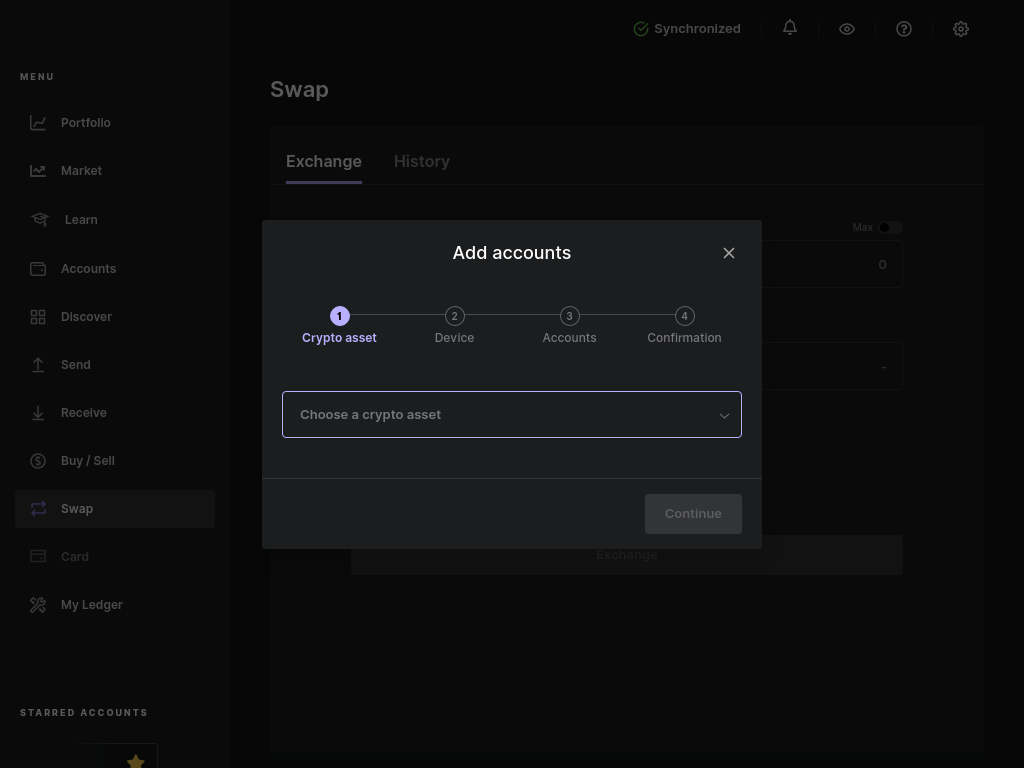 Synchronized
MENU
Swap
Portfolio
Exchange
History
Market
Learn
Max
Add accounts
Accounts
0
1
2
3
4
Discover
Crypto asset
Device
Accounts
Confirmation
Send
-
Receive
Choose a crypto asset
Buy / Sell
Swap
Continue
Card
Exchange
My Ledger
STARRED ACCOUNTS